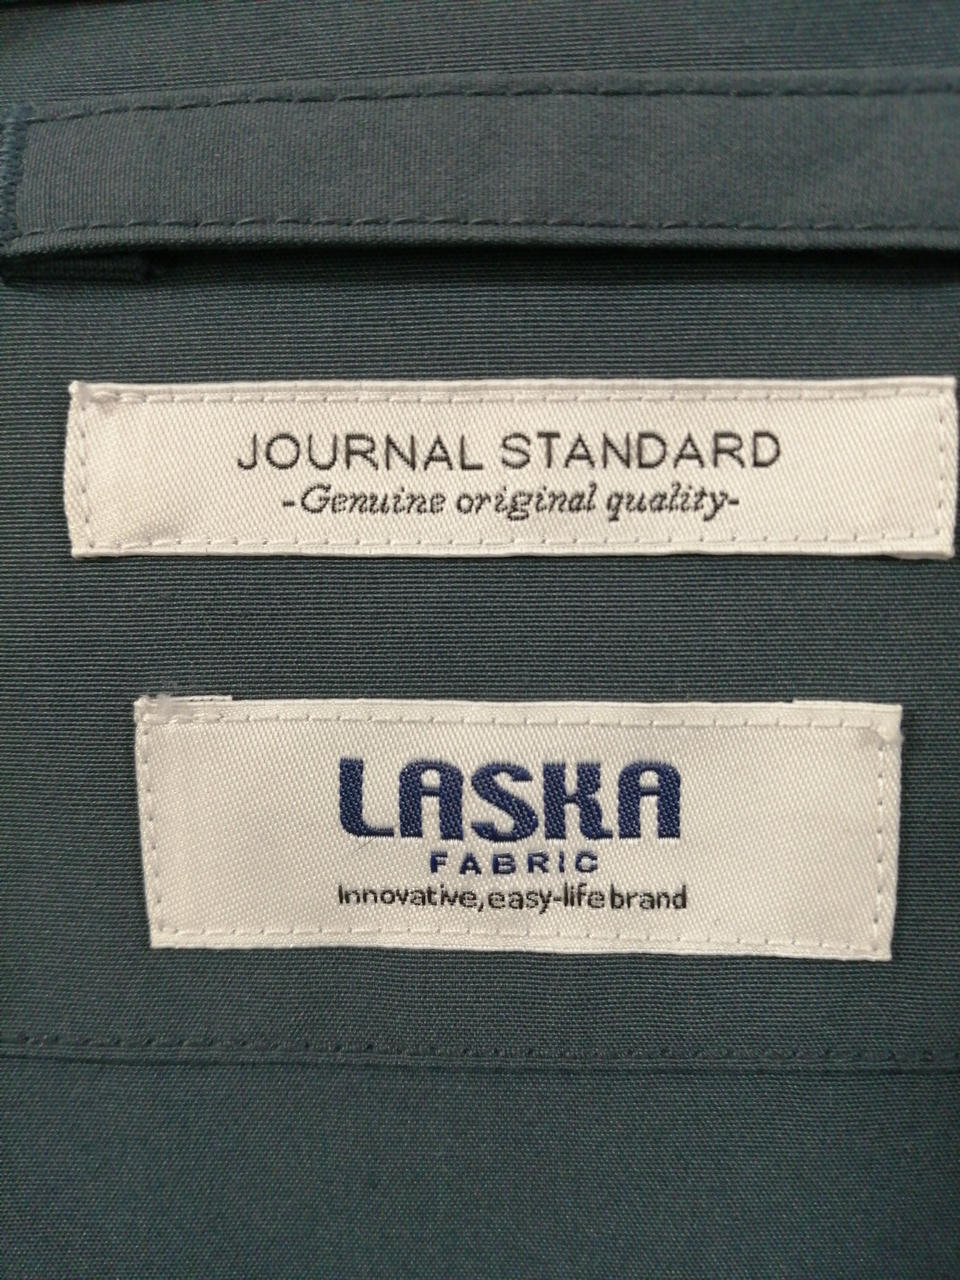 JOURNAL STANDARD
-Genuine original quality-
LASKA
FABRIC
Innovative, easy-life brand